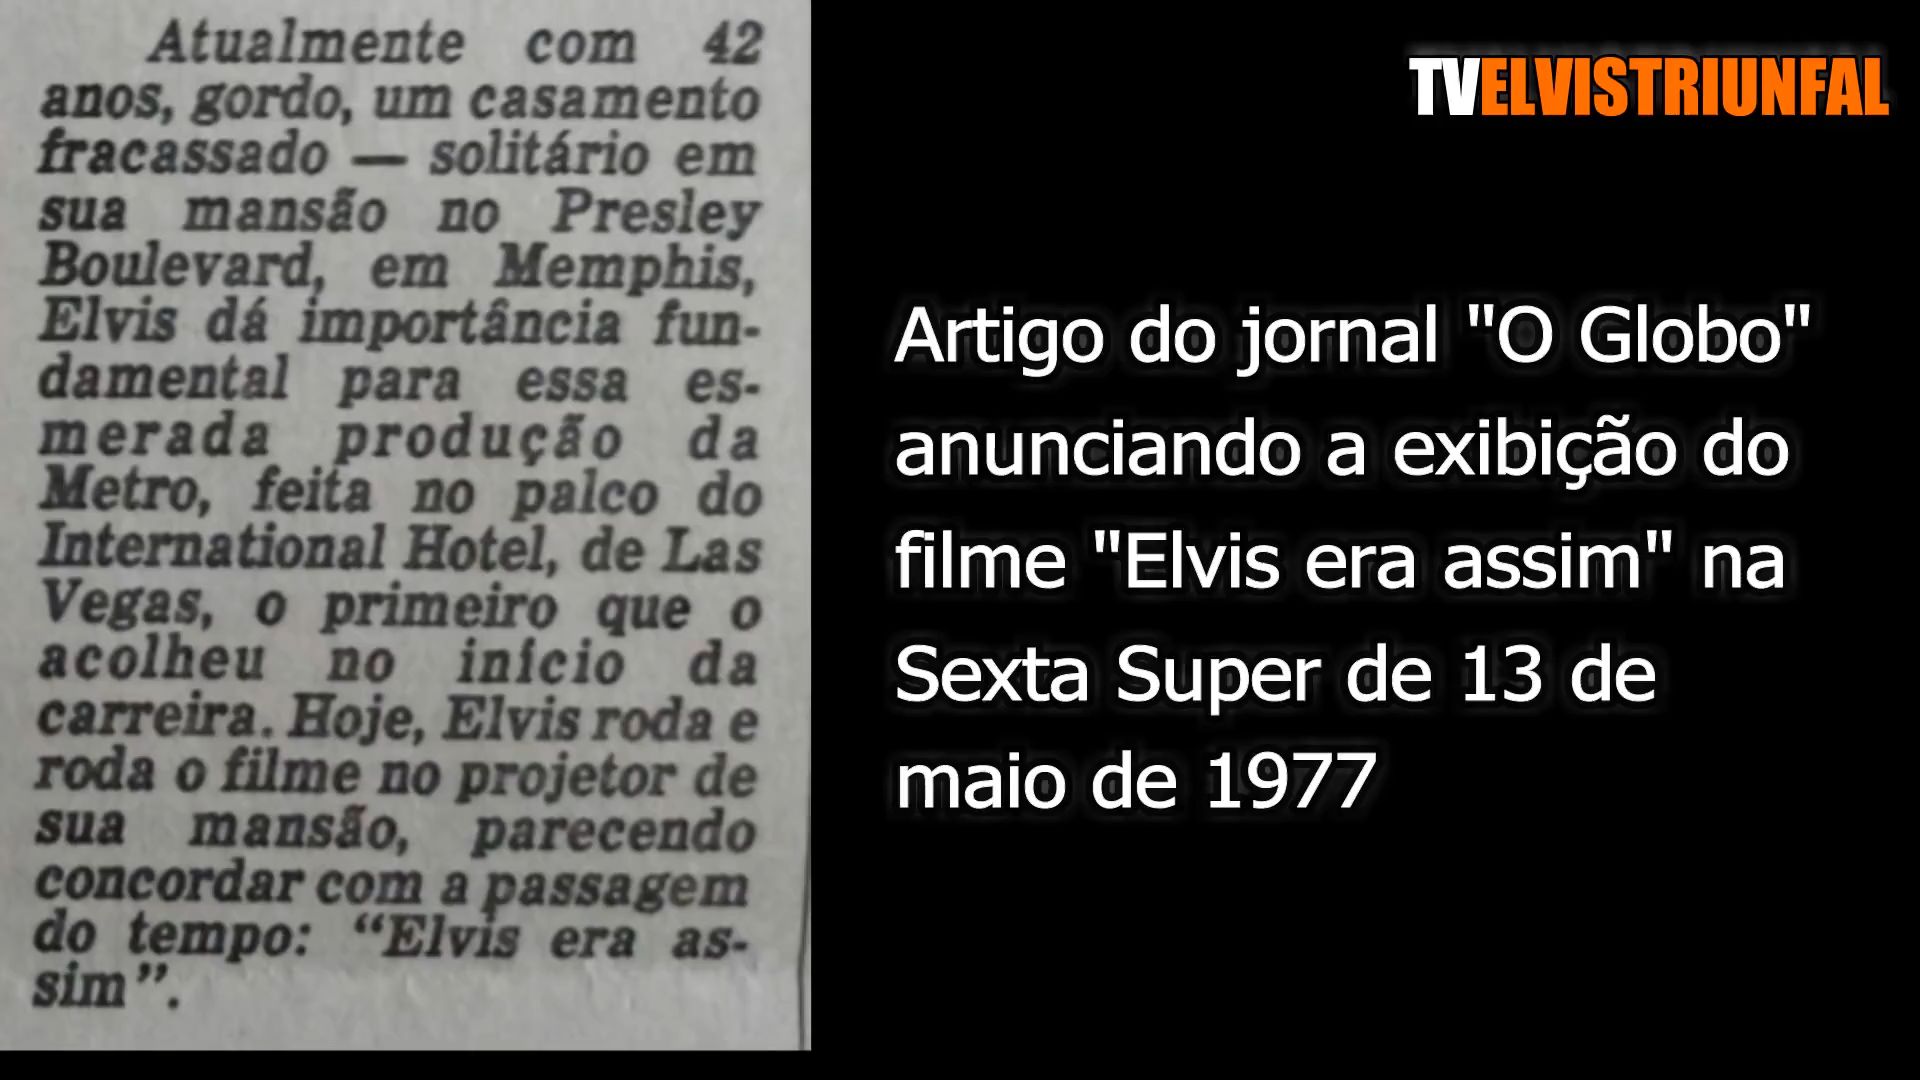 Atualmente com 42
anos, gordo, um casamento
fracassado — solitário em
sua mansão no Presley
Boulevard, em Memphis,
Elvis dá importância fun-
damental para essa es-
merada produção da
Metro, feita no palco do
International Hotel, de Las
Vegas, o primeiro que o
acolheu no início da
carreira. Hoje, Elvis roda e
roda o filme no projetor de
sua mansão, parecendo
concordar com a passagem
do tempo: “Elvis era as-
sim”.
TVELVISTRIUNFAL
Artigo do jornal "O Globo"
anunciando a exibição do
filme "Elvis era assim" na
Sexta Super de 13 de
maio de 1977